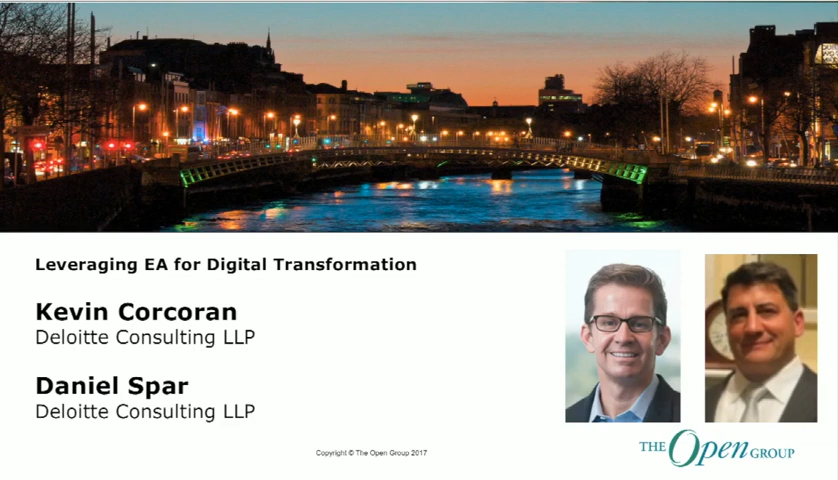 Leveraging EA for Digital Transformation
Kevin Corcoran
Deloitte Consulting LLP
Daniel Spar
Deloitte Consulting LLP
Copyright © The Open Group 2017
THE Open GROUP